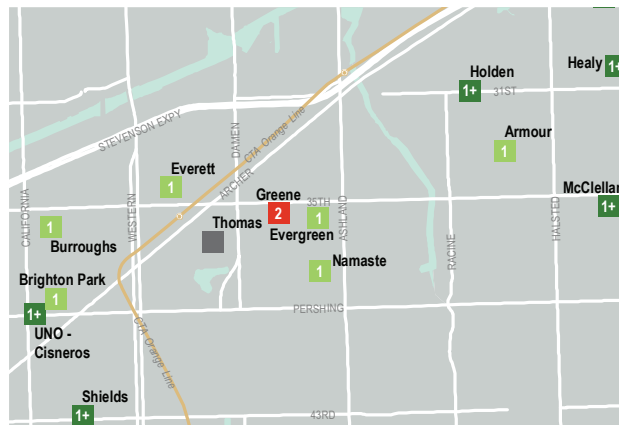 Holden
1+
31ST
Healy
1+
STEVENSON EXPY
DAMEN
CTA Orange Line
ARCHER
Armour
1
Everett
1
Greene
2
35TH
1
Evergreen
ASHLAND
McClellan
1+
CALIFORNIA
1
Burroughs
WESTERN
Thomas
RACINE
HALSTED
Namaste
1
Brighton Park
1
1+
UNO -
Cisneros
PERSHING
CTA Orange Line
Shields
1+
43RD